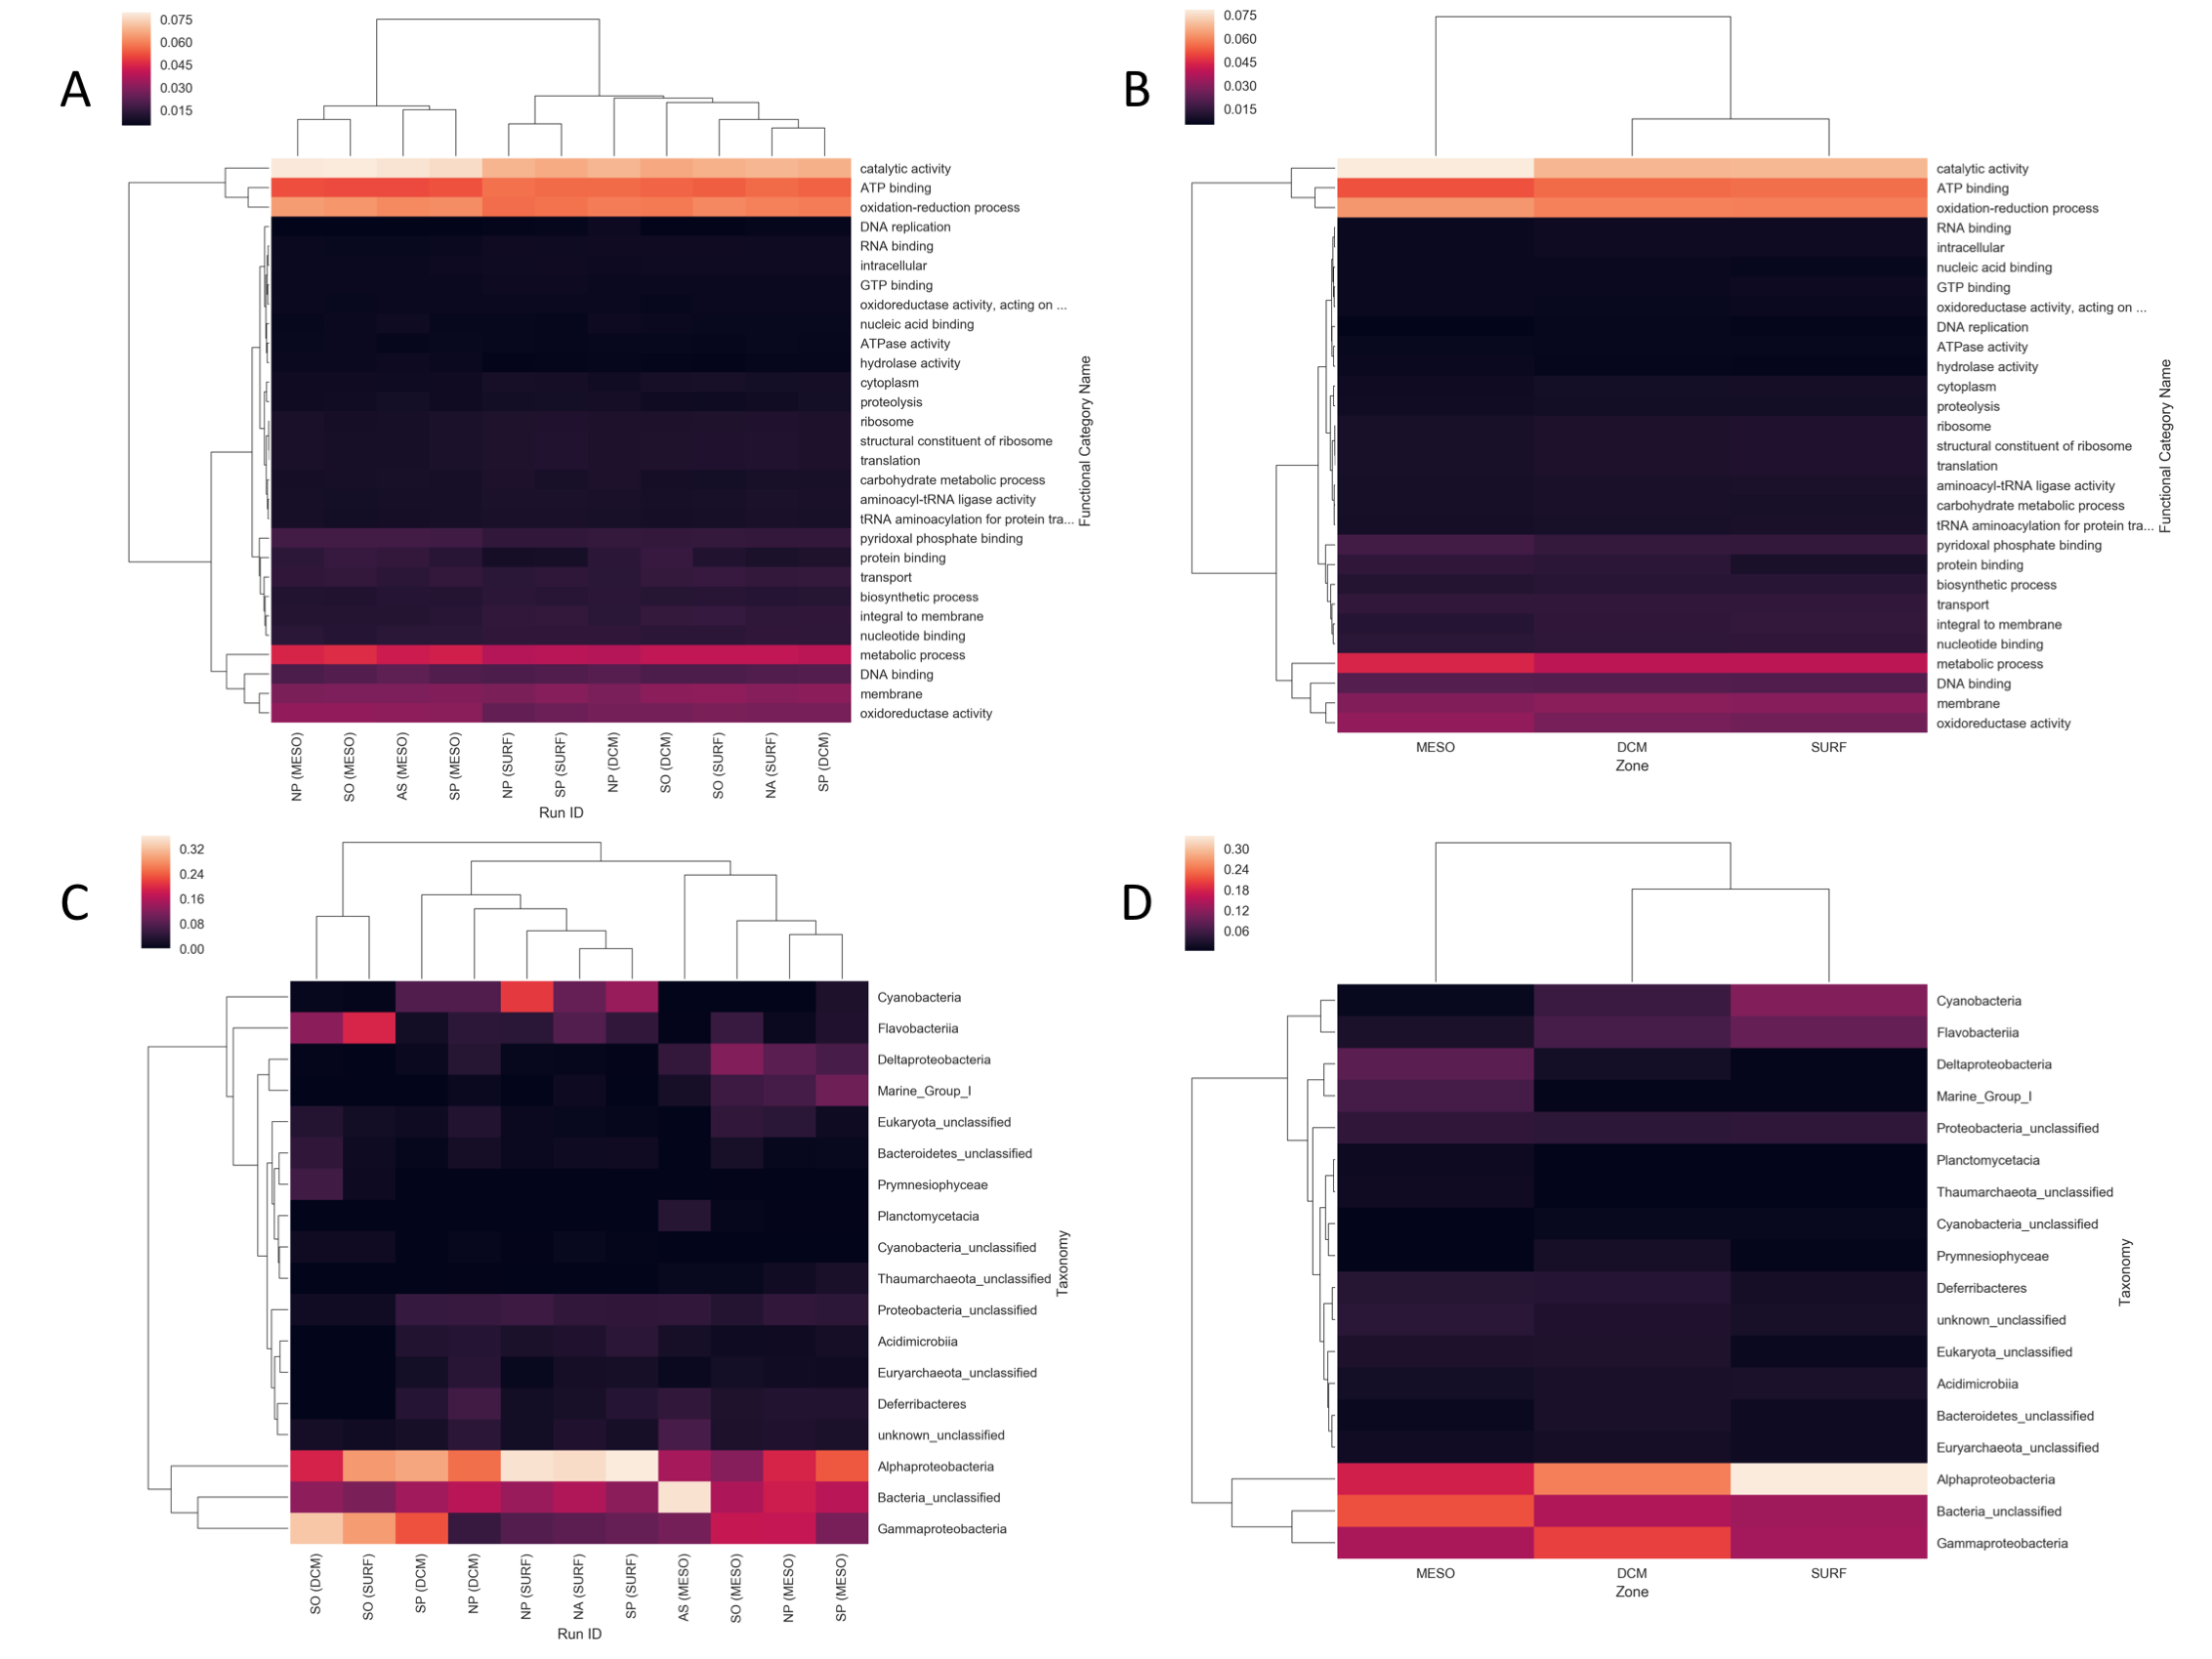 A
0.075
0.060
0.045
0.030
0.015
catalytic activity
ATP binding
oxidation-reduction process
DNA replication
RNA binding
intracellular
GTP binding
oxidoreductase activity, acting on ...
nucleic acid binding
ATPase activity
hydrolase activity
cytoplasm
proteolysis
ribosome
structural constituent of ribosome
translation
carbohydrate metabolic process
aminoacyl-tRNA ligase activity
tRNA aminoacylation for protein tra...
pyridoxal phosphate binding
protein binding
transport
biosynthetic process
integral to membrane
nucleotide binding
metabolic process
DNA binding
membrane
oxidoreductase activity
Functional Category Name
NP (MESO)
SO (MESO)
AS (MESO)
SP (MESO)
NP (SURF)
SP (SURF)
NP (DCM)
SO (DCM)
SO (SURF)
NA (SURF)
SP (DCM)
Run ID
B
0.075
0.060
0.045
0.030
0.015
catalytic activity
ATP binding
oxidation-reduction process
RNA binding
intracellular
nucleic acid binding
GTP binding
oxidoreductase activity, acting on ...
DNA replication
ATPase activity
hydrolase activity
cytoplasm
proteolysis
ribosome
structural constituent of ribosome
translation
aminoacyl-tRNA ligase activity
carbohydrate metabolic process
tRNA aminoacylation for protein tra...
pyridoxal phosphate binding
protein binding
biosynthetic process
transport
integral to membrane
nucleotide binding
metabolic process
DNA binding
membrane
oxidoreductase activity
Functional Category Name
MESO
DCM
SURF
Zone
C
0.32
0.24
0.16
0.08
0.00
Cyanobacteria
Flavobacteriia
Deltaproteobacteria
Marine_Group_I
Eukaryota_unclassified
Bacteroidetes_unclassified
Prymnesiophyceae
Planctomycetacia
Cyanobacteria_unclassified
Thaumarchaeota_unclassified
Proteobacteria_unclassified
Acidimicrobiia
Euryarchaeota_unclassified
Deferribacteres
unknown_unclassified
Alphaproteobacteria
Bacteria_unclassified
Gammaproteobacteria
Taxonomy
SO (DCM)
SO (SURF)
SP (DCM)
NP (DCM)
NP (SURF)
NA (SURF)
SP (SURF)
AS (MESO)
SO (MESO)
NP (MESO)
SP (MESO)
Run ID
D
0.30
0.24
0.18
0.12
0.06
Cyanobacteria
Flavobacteriia
Deltaproteobacteria
Marine_Group_I
Proteobacteria_unclassified
Planctomycetacia
Thaumarchaeota_unclassified
Cyanobacteria_unclassified
Prymnesiophyceae
Deferribacteres
unknown_unclassified
Eukaryota_unclassified
Acidimicrobiia
Bacteroidetes_unclassified
Euryarchaeota_unclassified
Alphaproteobacteria
Bacteria_unclassified
Gammaproteobacteria
Taxonomy
MESO
DCM
SURF
Zone